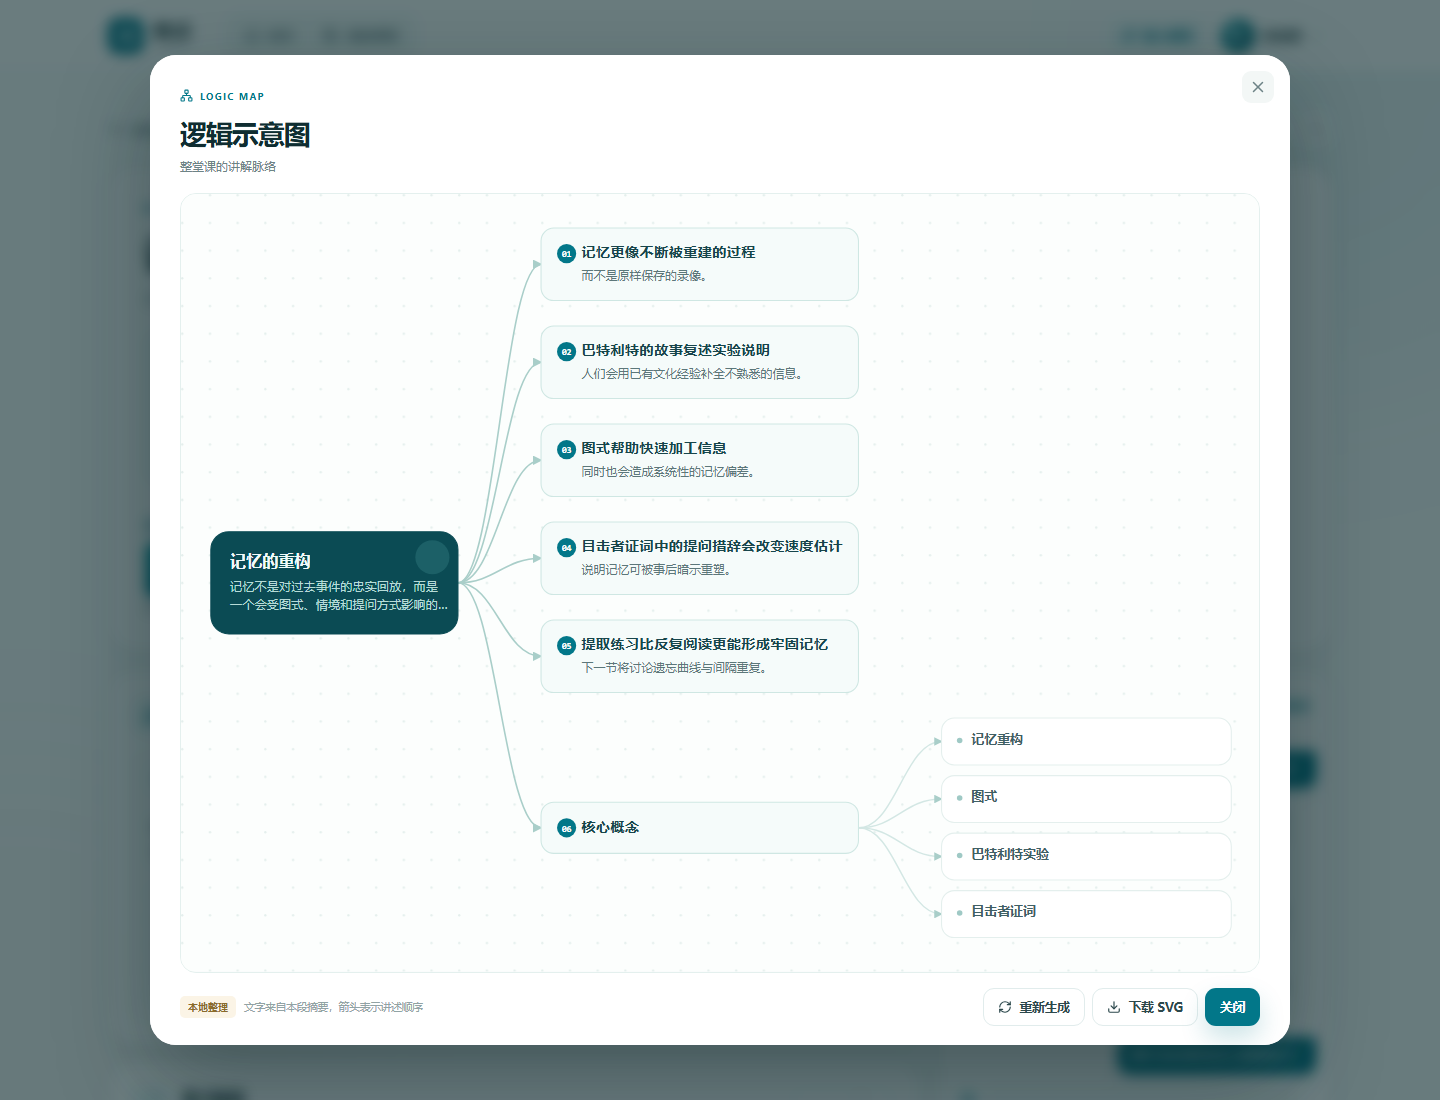 LOGIC MAP
逻辑示意图
整堂课的讲解脉络
01 记忆更像不断被重建的过程
而不是原样保存的录像。
02 巴特利特的故事复述实验说明
人们会用已有文化经验补全不熟悉的信息。
03 图式帮助快速加工信息
同时也会造成系统性的记忆偏差。
04 目击者证词中的提问措辞会改变速度估计
说明记忆可被事后暗示重塑。
记忆的重构
记忆不是对过去事件的忠实回放，而是
一个会受图式、情境和提问方式影响的...
05 提取练习比反复阅读更能形成牢固记忆
下一节将讨论遗忘曲线与间隔重复。
06 核心概念
记忆重构
图式
巴特利特实验
目击者证词
本地整理 文字来自本段摘要，箭头表示讲述顺序
重新生成 下载 SVG 关闭